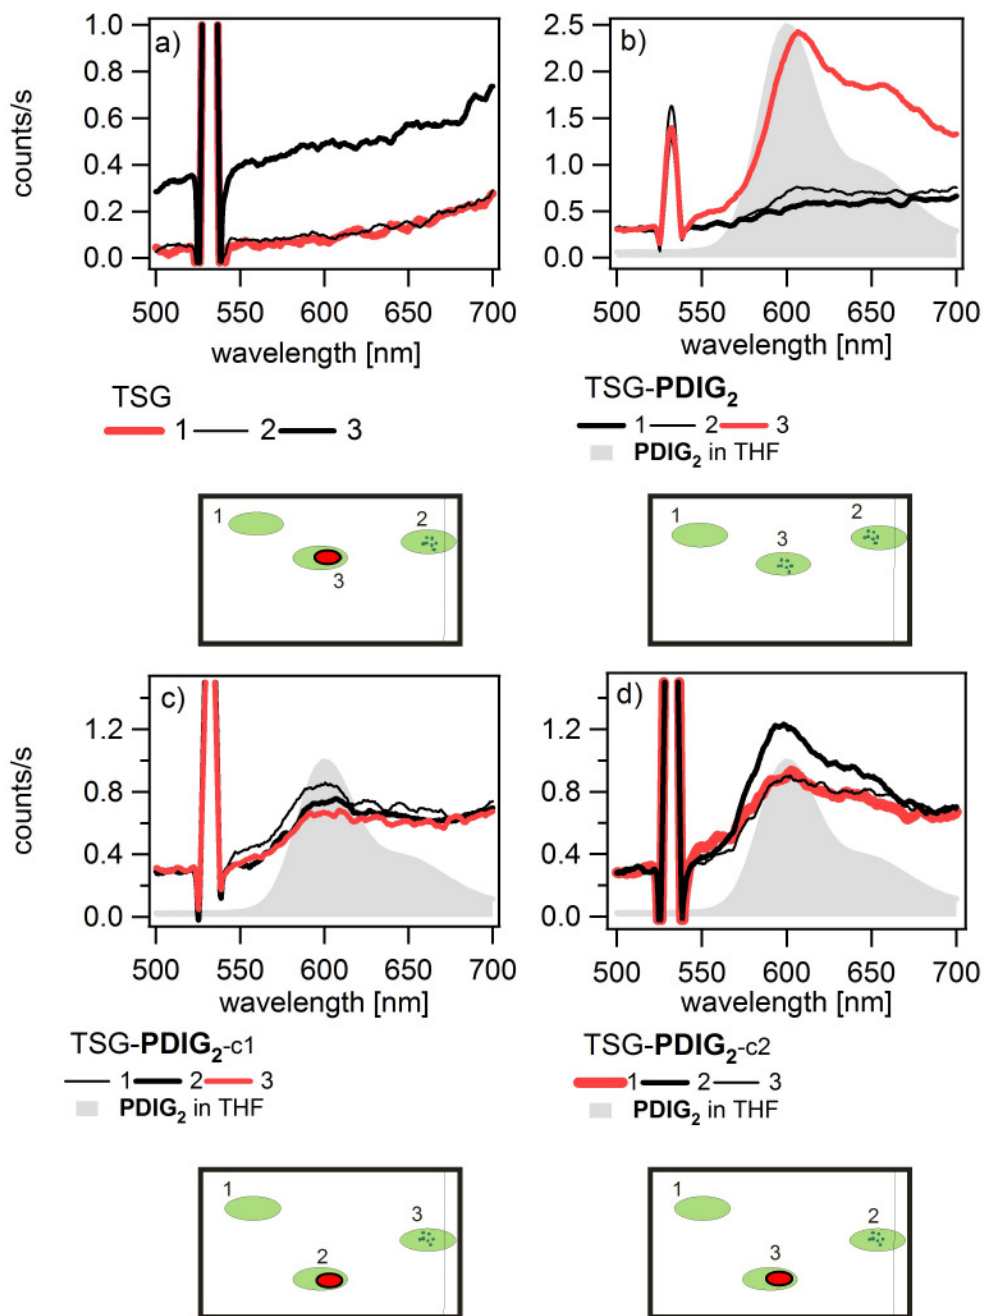 a)
counts/s
1.0
0.8
0.6
0.4
0.2
0.0
500 550 600 650 700
wavelength [nm]
TSG
1 2 3
b)
2.5
2.0
1.5
1.0
0.5
0.0
500 550 600 650 700
wavelength [nm]
TSG-PDIG₂
1 2 3
PDIG₂ in THF
1
2
3
1
2
3
c)
counts/s
1.2
0.8
0.4
0.0
500 550 600 650 700
wavelength [nm]
TSG-PDIG₂-c1
1 2 3
PDIG₂ in THF
d)
1.2
0.8
0.4
0.0
500 550 600 650 700
wavelength [nm]
TSG-PDIG₂-c2
1 2 3
PDIG₂ in THF
1
3
2
1
2
3